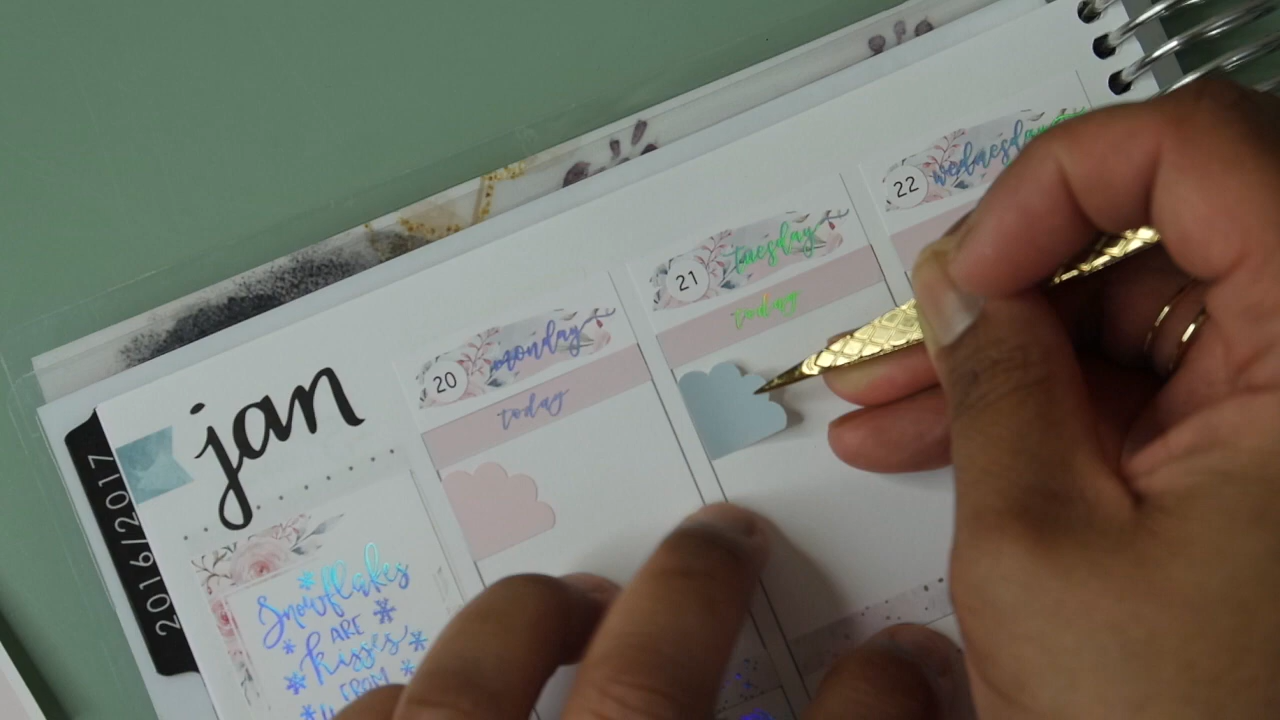 jan
2016/2017
20 monday
today
21 tuesday
today
22 wednesday
Snowflakes
ARE
kisses
FROM